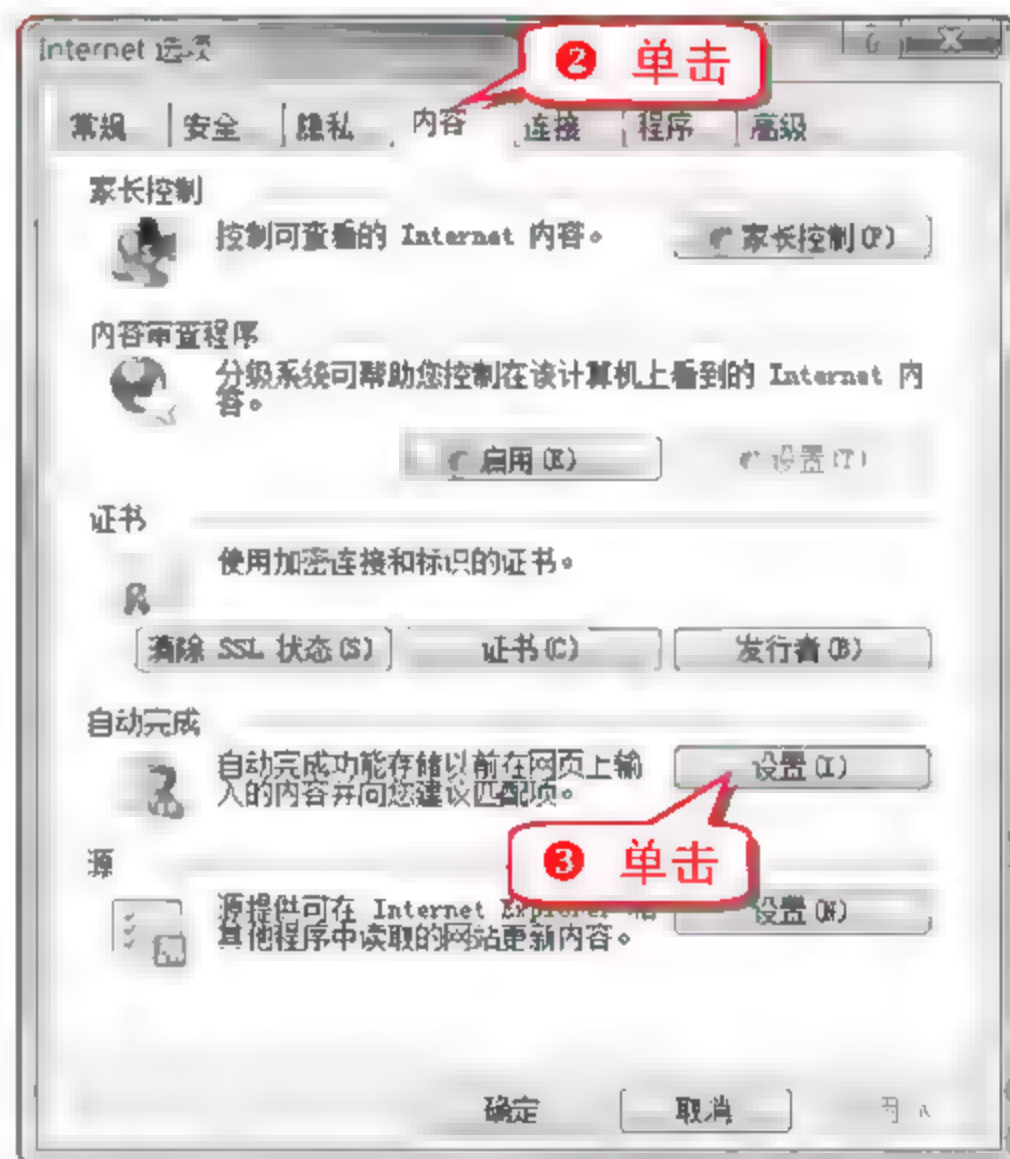 Internet 选项
❷ 单击
常规 安全 隐私 内容 连接 程序 高级
家长控制
控制可查看的 Internet 内容。 家长控制(P)
内容审查程序
分级系统可帮助您控制在该计算机上看到的 Internet 内
容。
启用(E) 设置(T)
证书
使用加密连接和标识的证书。
清除 SSL 状态(S) 证书(C) 发行者(B)
自动完成
自动完成功能存储以前在网页上输 设置(I)
入的内容并向您建议匹配项。
❸ 单击
源
源提供可在 Internet Explorer 和 设置(N)
其他程序中读取的网站更新内容。
确定 取消